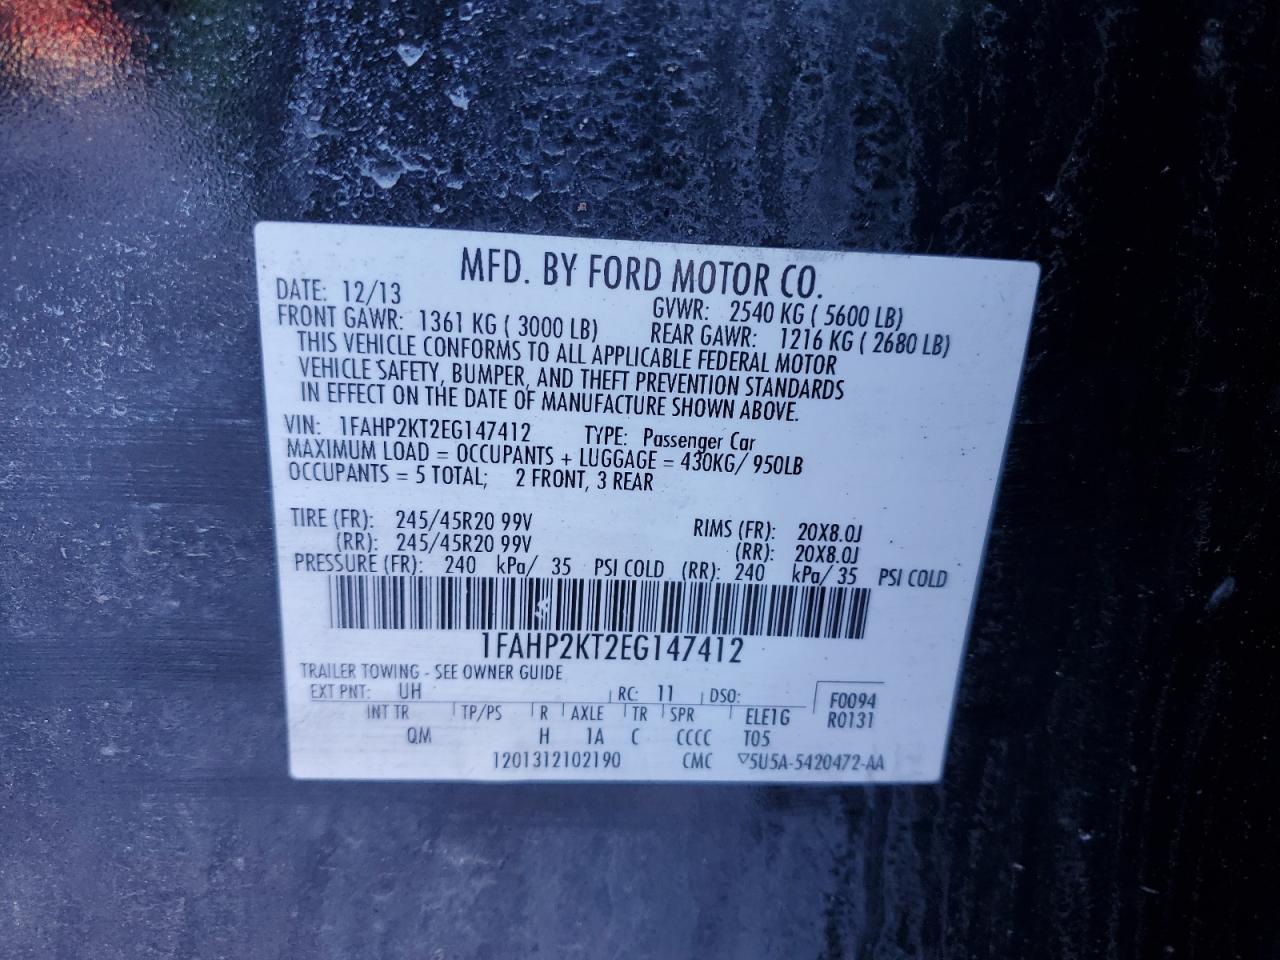 MFD. BY FORD MOTOR CO.
DATE: 12/13 GVWR: 2540 KG ( 5600 LB)
FRONT GAWR: 1361 KG ( 3000 LB) REAR GAWR: 1216 KG ( 2680 LB)
THIS VEHICLE CONFORMS TO ALL APPLICABLE FEDERAL MOTOR
VEHICLE SAFETY, BUMPER, AND THEFT PREVENTION STANDARDS
IN EFFECT ON THE DATE OF MANUFACTURE SHOWN ABOVE.
VIN: 1FAHP2KT2EG147412 TYPE: Passenger Car
MAXIMUM LOAD = OCCUPANTS + LUGGAGE = 430KG/ 950LB
OCCUPANTS = 5 TOTAL; 2 FRONT, 3 REAR
TIRE (FR): 245/45R20 99V RIMS (FR): 20X8.0J
(RR): 245/45R20 99V (RR): 20X8.0J
PRESSURE (FR): 240 kPa/ 35 PSI COLD (RR): 240 kPa/ 35 PSI COLD
1FAHP2KT2EG147412
TRAILER TOWING - SEE OWNER GUIDE
EXT PNT: UH RC: 11 DSO: F0094
INT TR TP/PS R AXLE TR SPR ELE1G R0131
QM H 1A C CCCC T05
1201312102190 CMC ▽5U5A-5420472-AA